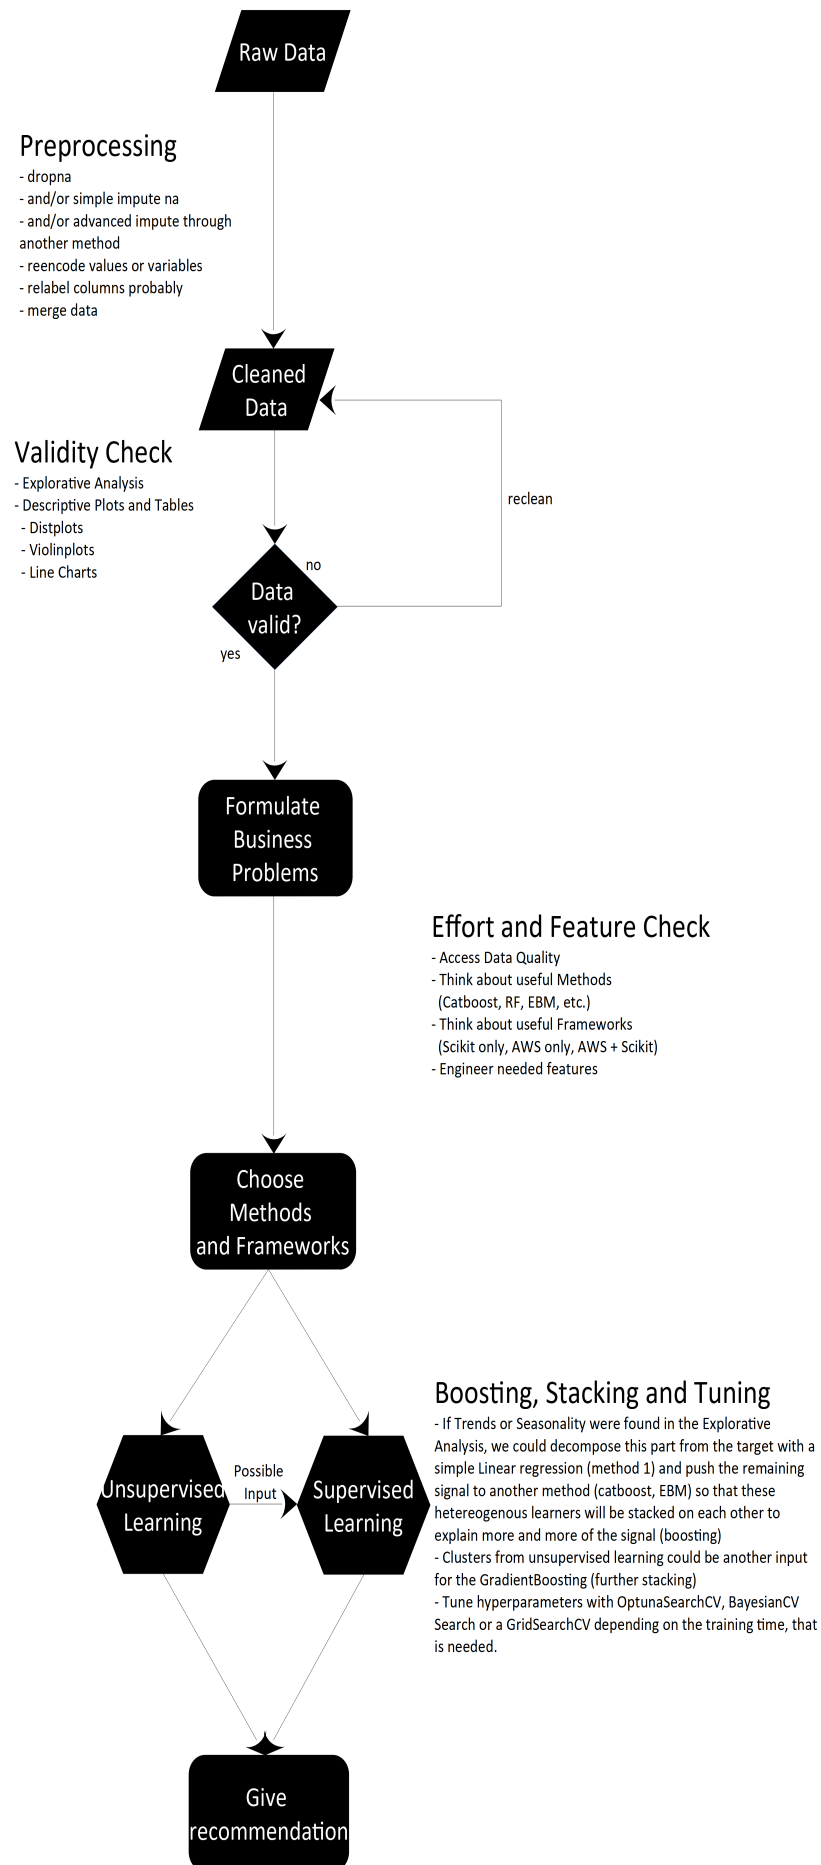 Raw Data
Preprocessing
- dropna
- and/or simple impute na
- and/or advanced impute through
another method
- reencode values or variables
- relabel columns probably
- merge data
Cleaned
Data
Validity Check
- Explorative Analysis
- Descriptive Plots and Tables
- Distplots
- Violinplots
- Line Charts
reclean
no
Data
valid?
yes
Formulate
Business
Problems
Effort and Feature Check
- Access Data Quality
- Think about useful Methods
(Catboost, RF, EBM, etc.)
- Think about useful Frameworks
(Scikit only, AWS only, AWS + Scikit)
- Engineer needed features
Choose
Methods
and Frameworks
Boosting, Stacking and Tuning
- If Trends or Seasonality were found in the Explorative
Analysis, we could decompose this part from the target with a
simple Linear regression (method 1) and push the remaining
signal to another method (catboost, EBM) so that these
hetereogenous learners will be stacked on each other to
explain more and more of the signal (boosting)
- Clusters from unsupervised learning could be another input
for the GradientBoosting (further stacking)
- Tune hyperparameters with OptunaSearchCV, BayesianCV
Search or a GridSearchCV depending on the training time, that
is needed.
Unsupervised
Learning
Possible
Input
Supervised
Learning
Give
recommendation